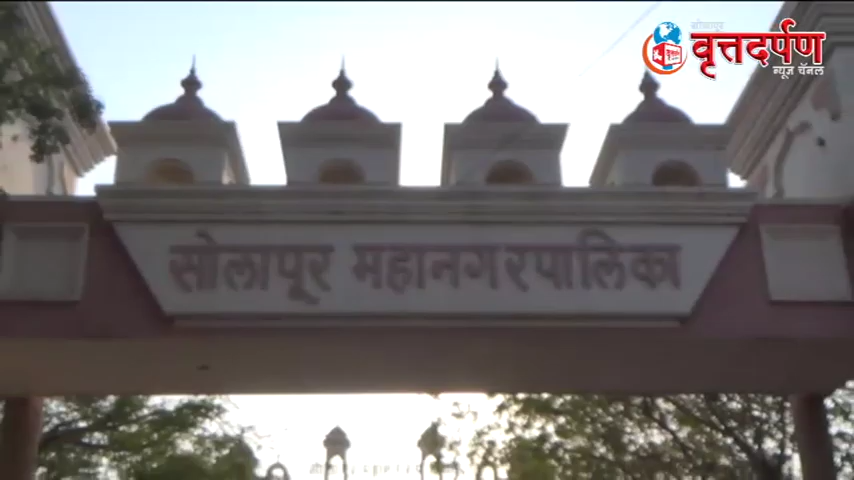 सोलापूर
वृत्तदर्पण
न्यूज चॅनल
सोलापूर महानगरपालिका